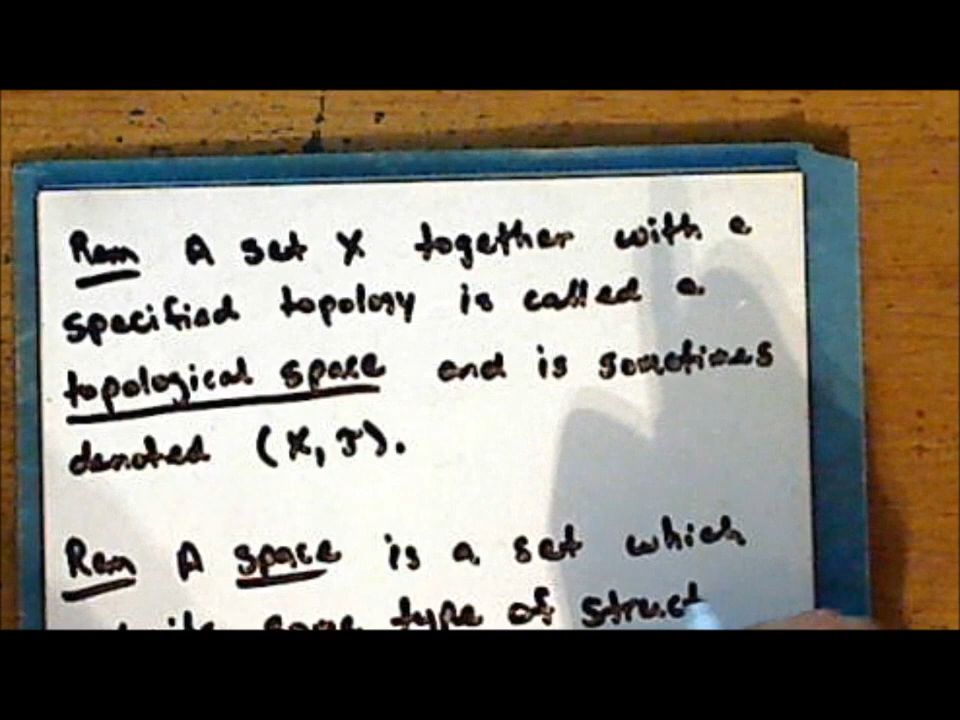 Rem A set X together with a
specified topology is called a
topological space and is sometimes
denoted (X, 𝒯).
Rem A space is a set which
some type of struct